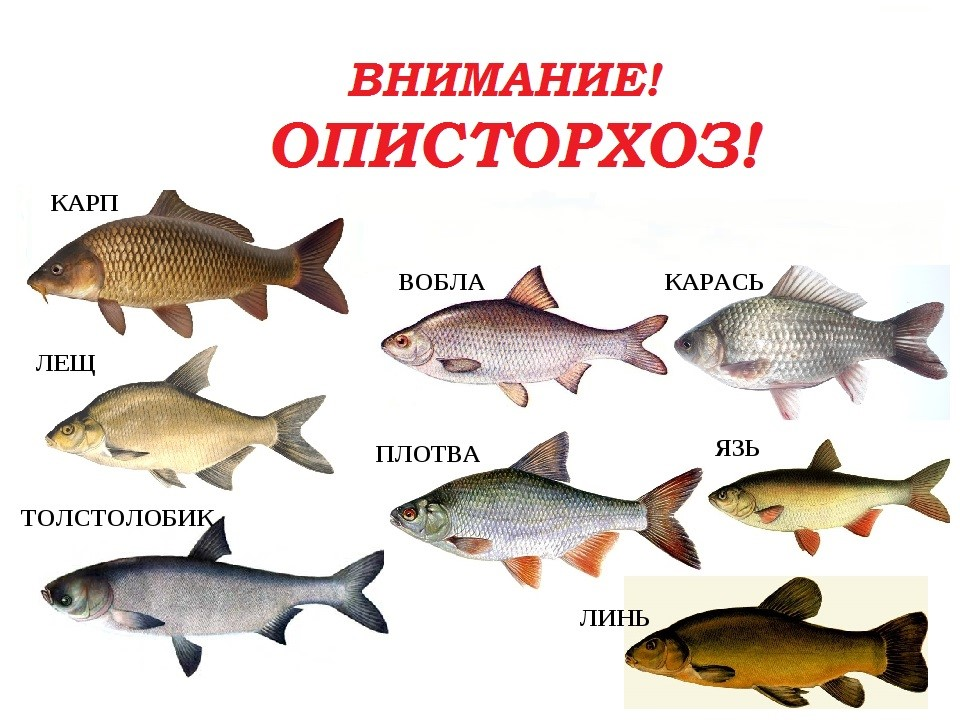 ВНИМАНИЕ!
ОПИСТОРХОЗ!
КАРП
ВОБЛА
КАРАСЬ
ЛЕЩ
ПЛОТВА
ЯЗЬ
ТОЛСТОЛОБИК
ЛИНЬ